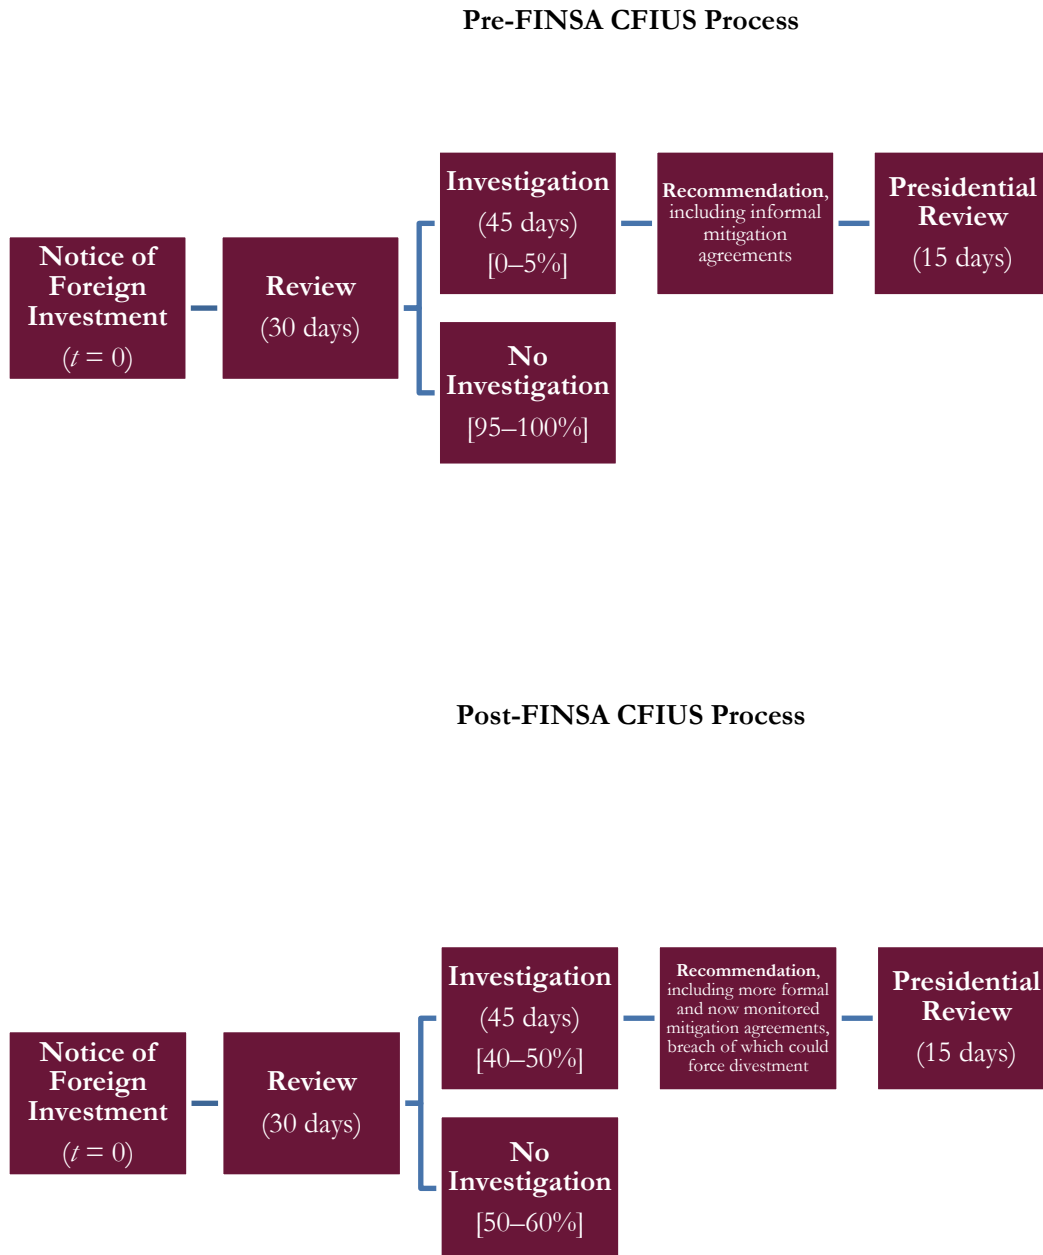 Pre-FINSA CFIUS Process
Notice of
Foreign
Investment
(t = 0)
Review
(30 days)
Investigation
(45 days)
[0–5%]
Recommendation,
including informal
mitigation
agreements
Presidential
Review
(15 days)
No
Investigation
[95–100%]
Post-FINSA CFIUS Process
Notice of
Foreign
Investment
(t = 0)
Review
(30 days)
Investigation
(45 days)
[40–50%]
Recommendation,
including more formal
and now monitored
mitigation agreements,
breach of which could
force divestment
Presidential
Review
(15 days)
No
Investigation
[50–60%]